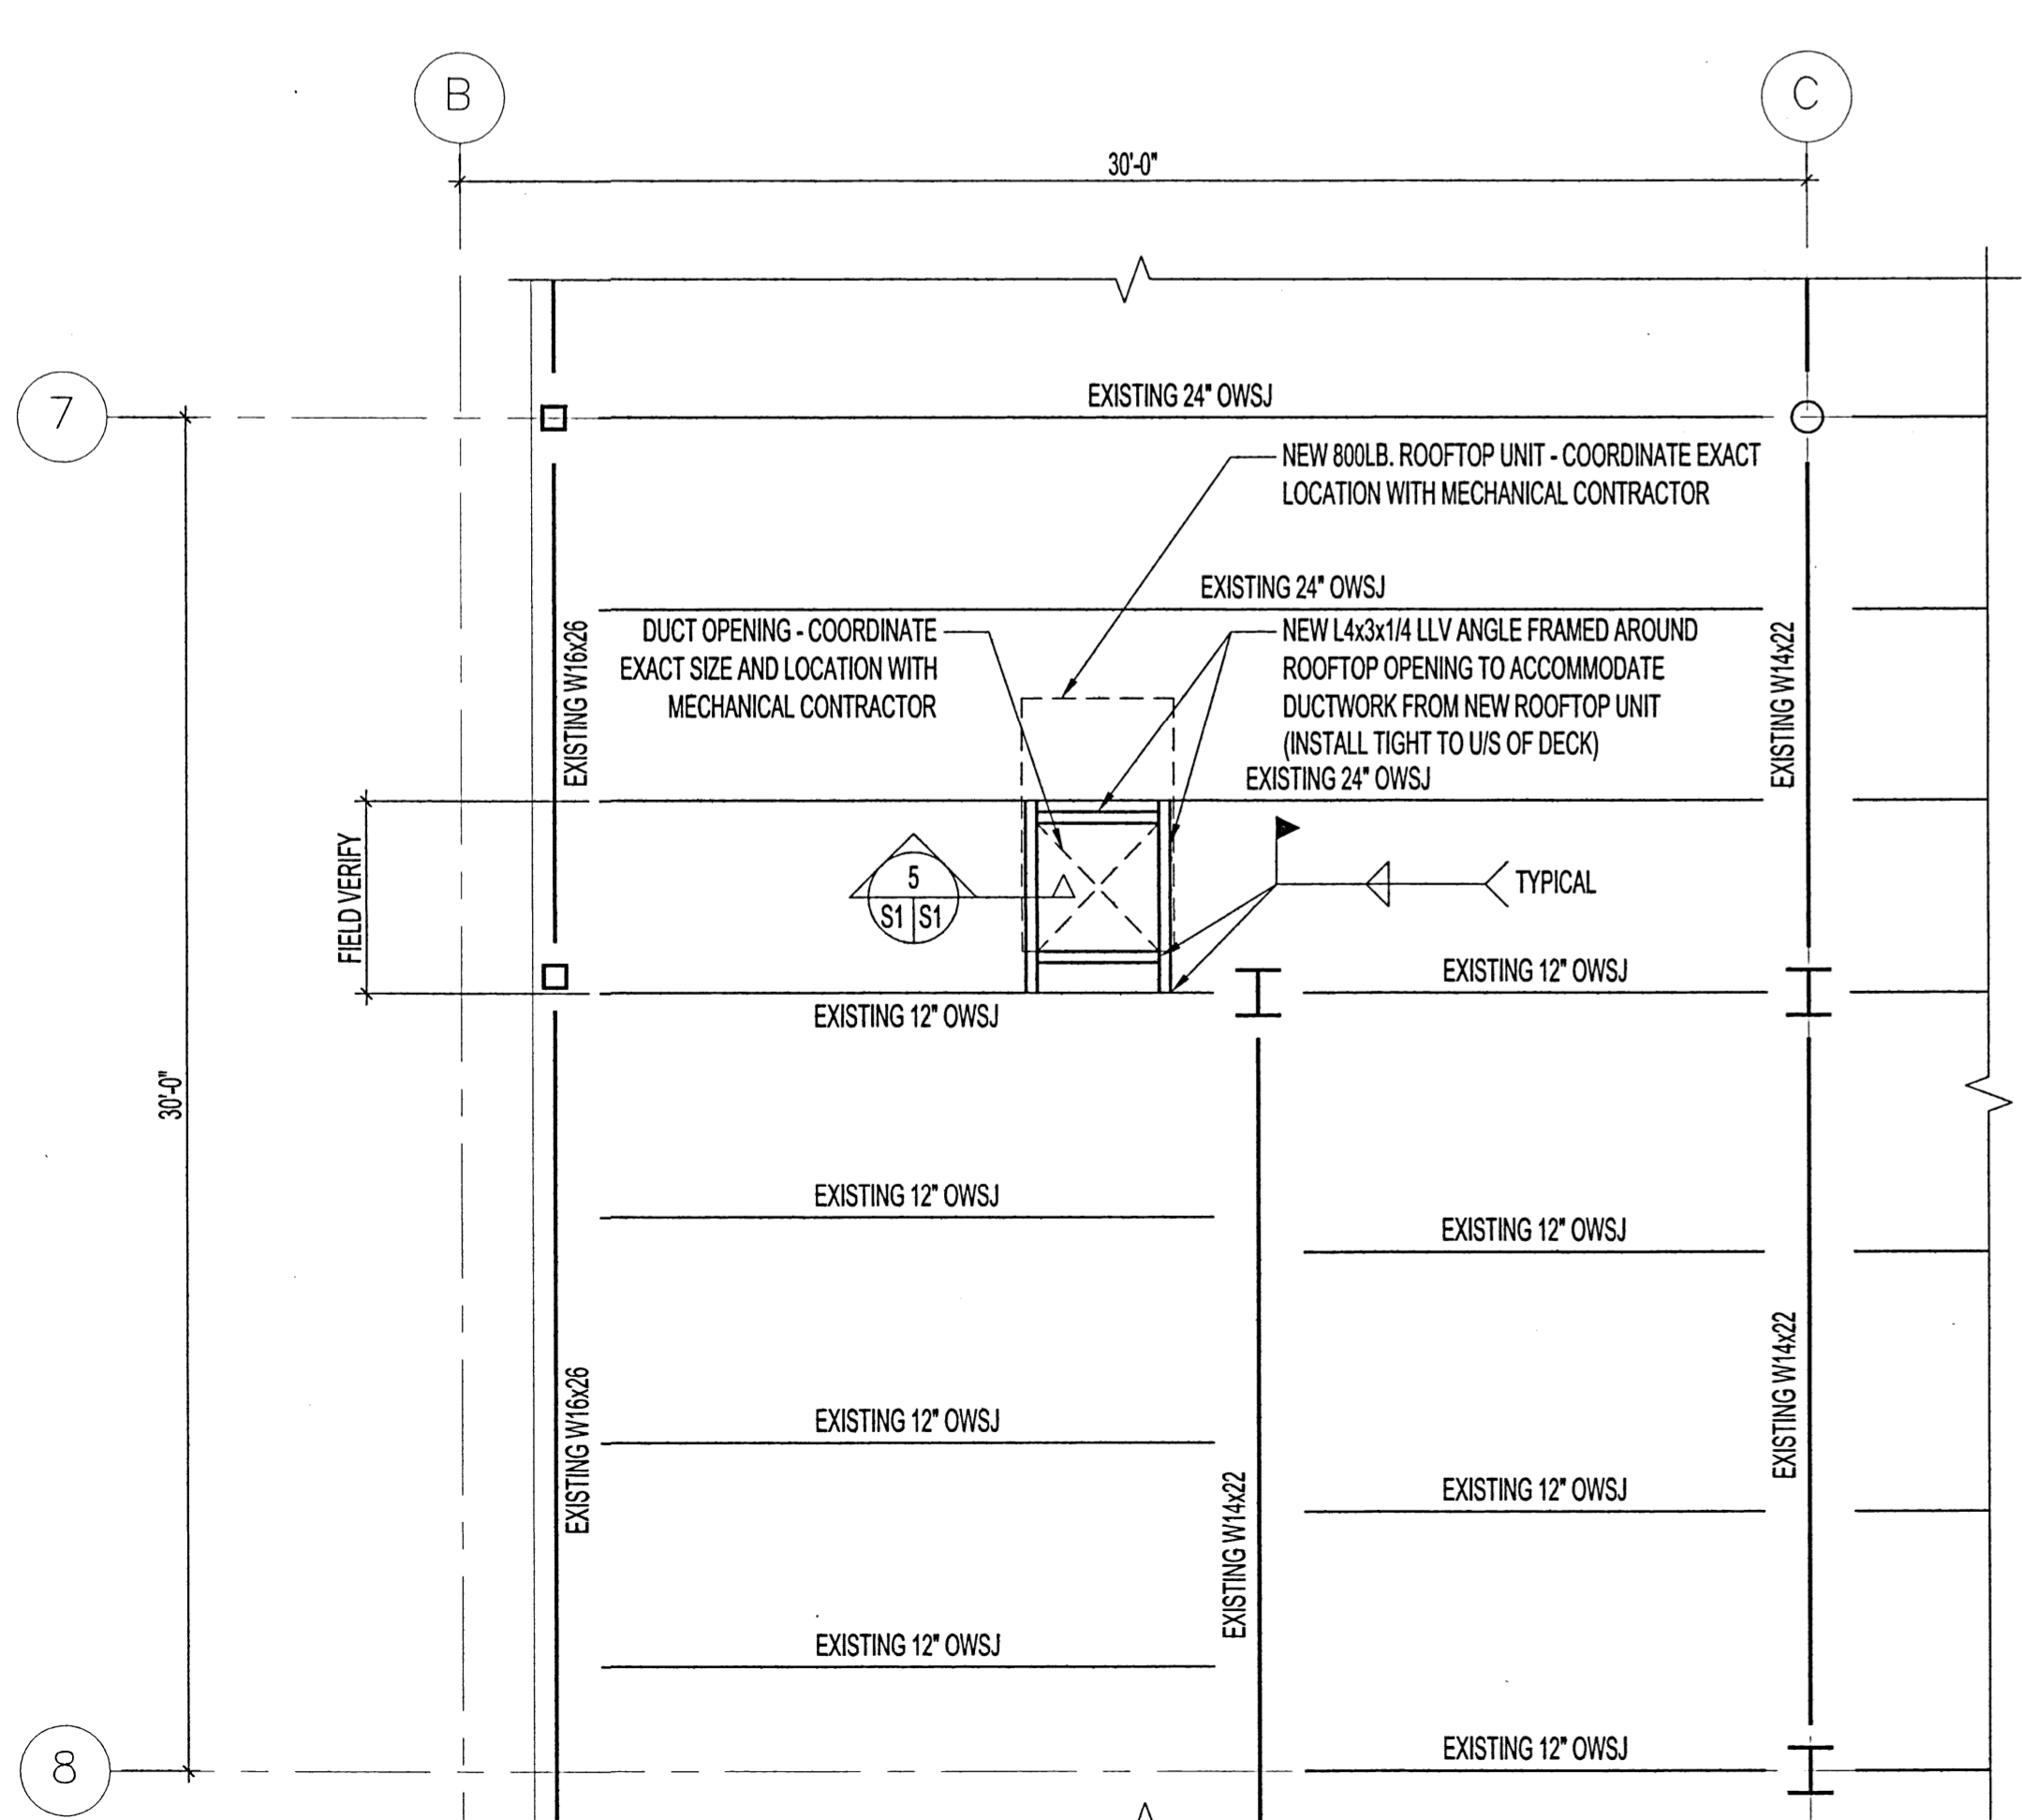 B
C
30'-0"
7
EXISTING 24" OWSJ
NEW 800LB. ROOFTOP UNIT - COORDINATE EXACT
LOCATION WITH MECHANICAL CONTRACTOR
EXISTING 24" OWSJ
DUCT OPENING - COORDINATE
EXACT SIZE AND LOCATION WITH
MECHANICAL CONTRACTOR
NEW L4x3x1/4 LLV ANGLE FRAMED AROUND
ROOFTOP OPENING TO ACCOMMODATE
DUCTWORK FROM NEW ROOFTOP UNIT
(INSTALL TIGHT TO U/S OF DECK)
EXISTING W16x26
EXISTING W14x22
EXISTING 24" OWSJ
FIELD VERIFY
5
S1 S1
TYPICAL
EXISTING 12" OWSJ
EXISTING 12" OWSJ
30'-0"
EXISTING 12" OWSJ
EXISTING 12" OWSJ
EXISTING W16x26
EXISTING W14x22
EXISTING 12" OWSJ
EXISTING 12" OWSJ
EXISTING W14x22
EXISTING 12" OWSJ
EXISTING 12" OWSJ
8